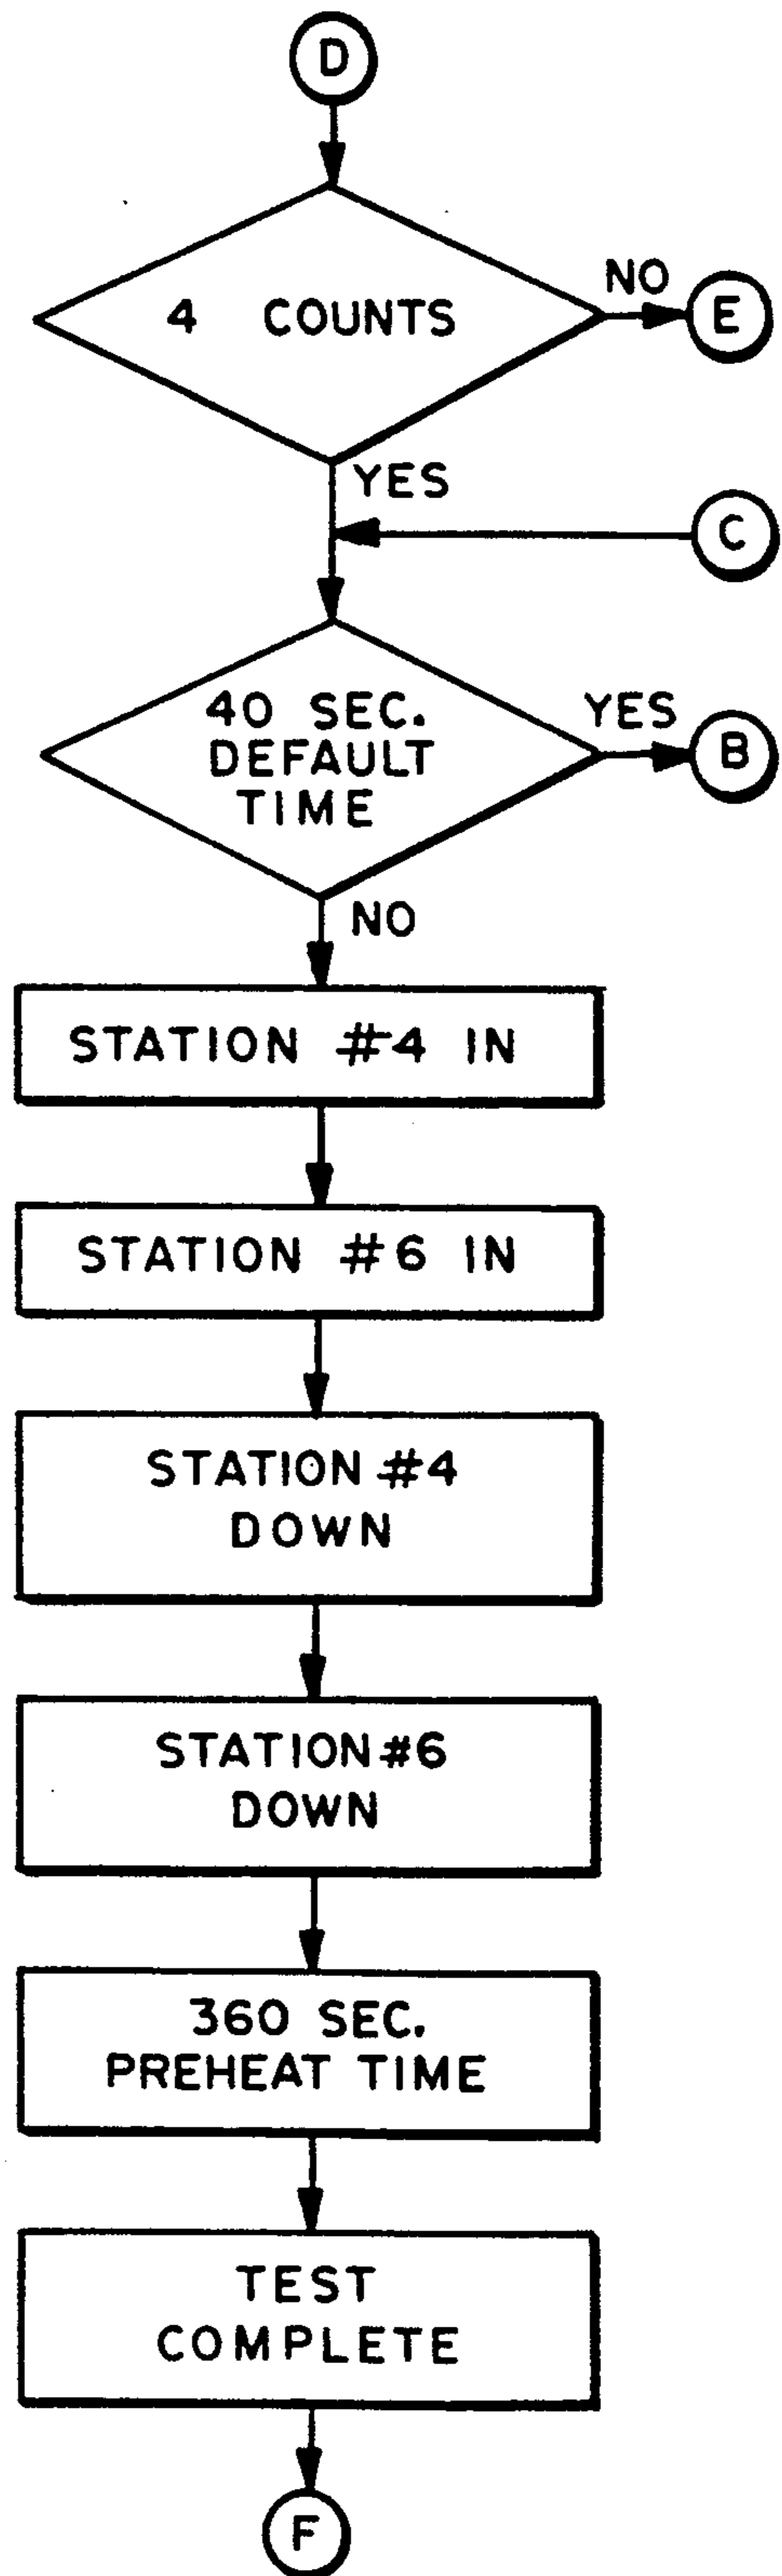 D
4 COUNTS
NO
E
YES
C
40 SEC.
DEFAULT
TIME
YES
B
NO
STATION #4 IN
STATION #6 IN
STATION #4
DOWN
STATION #6
DOWN
360 SEC.
PREHEAT TIME
TEST
COMPLETE
F